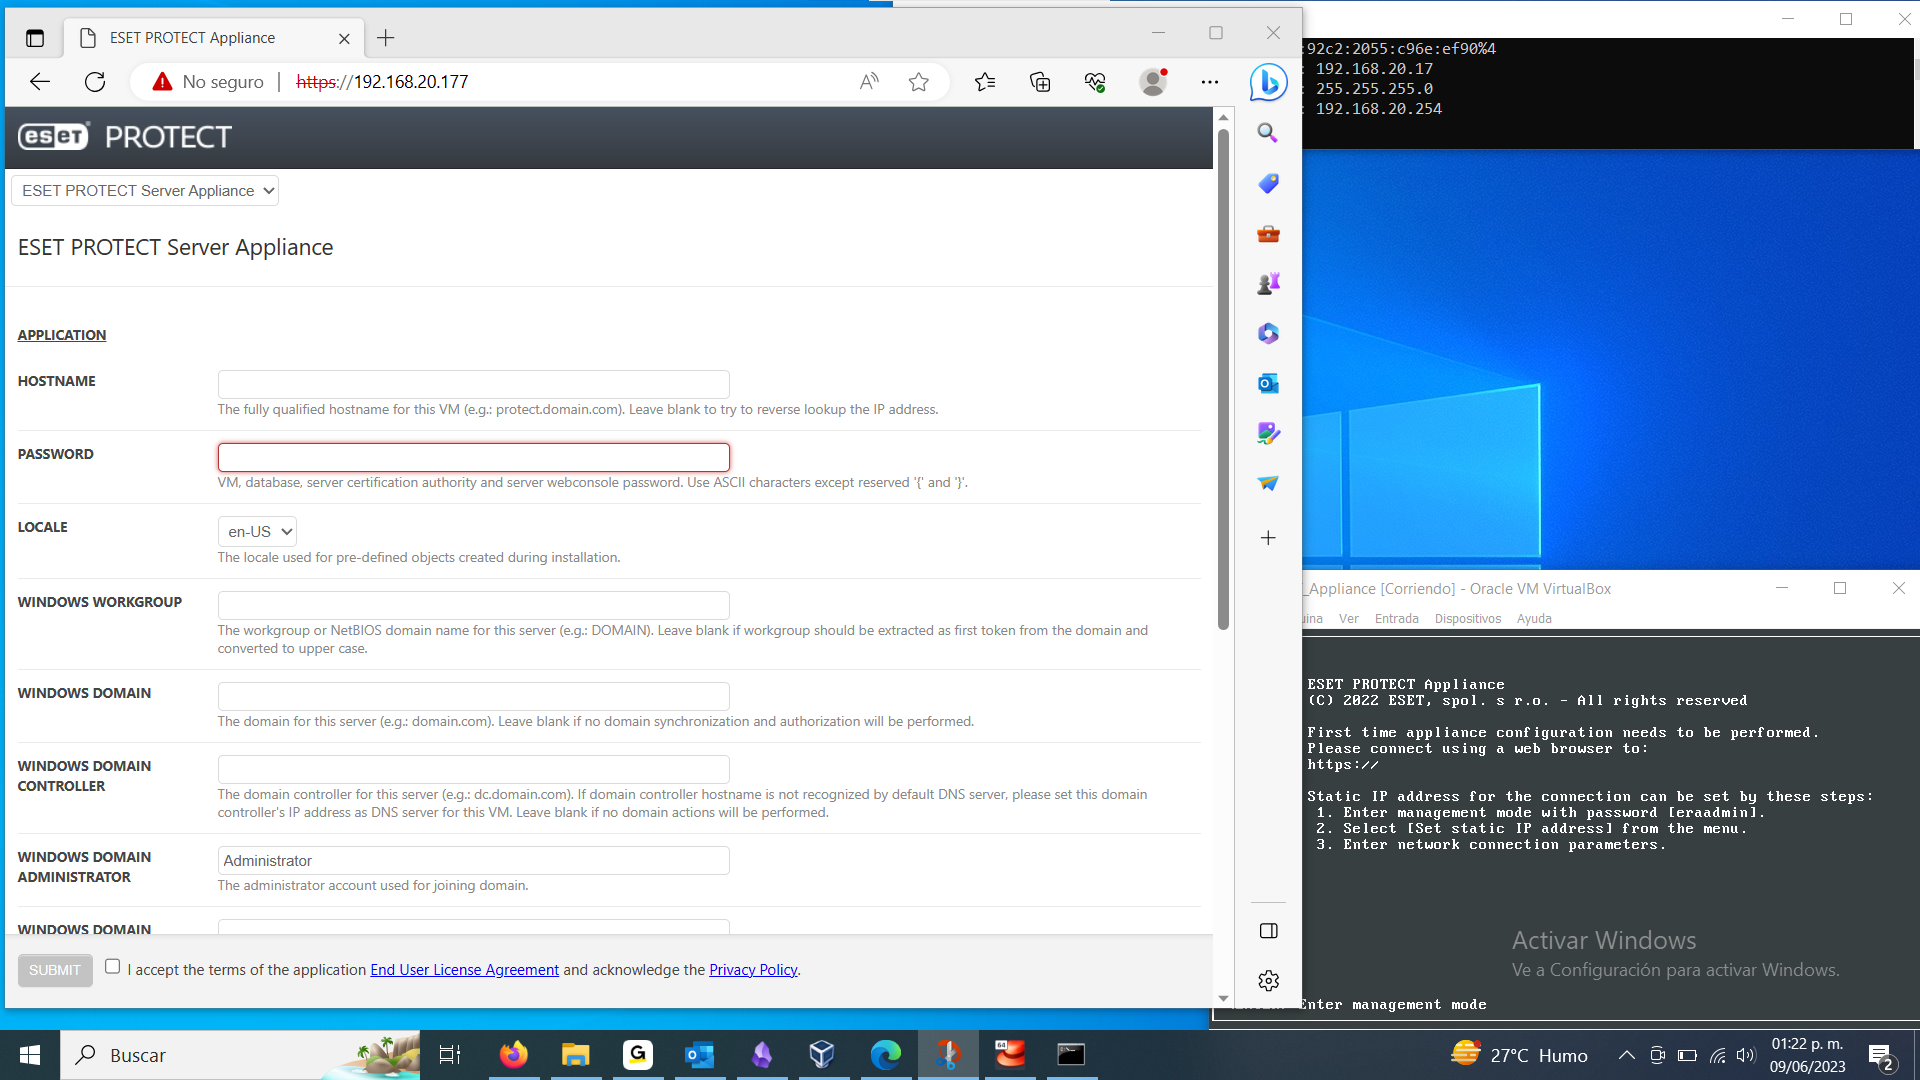 ESET PROTECT Appliance
No seguro
https://192.168.20.177
eset PROTECT
ESET PROTECT Server Appliance
ESET PROTECT Server Appliance
APPLICATION
HOSTNAME
The fully qualified hostname for this VM (e.g.: protect.domain.com). Leave blank to try to reverse lookup the IP address.
PASSWORD
VM, database, server certification authority and server webconsole password. Use ASCII characters except reserved '{' and '}'.
LOCALE
en-US
The locale used for pre-defined objects created during installation.
WINDOWS WORKGROUP
The workgroup or NetBIOS domain name for this server (e.g.: DOMAIN). Leave blank if workgroup should be extracted as first token from the domain and
converted to upper case.
WINDOWS DOMAIN
The domain for this server (e.g.: domain.com). Leave blank if no domain synchronization and authorization will be performed.
WINDOWS DOMAIN
CONTROLLER
The domain controller for this server (e.g.: dc.domain.com). If domain controller hostname is not recognized by default DNS server, please set this domain
controller's IP address as DNS server for this VM. Leave blank if no domain actions will be performed.
WINDOWS DOMAIN
ADMINISTRATOR
Administrator
The administrator account used for joining domain.
WINDOWS DOMAIN
SUBMIT
I accept the terms of the application End User License Agreement and acknowledge the Privacy Policy.
:92c2:2055:c96e:ef90%4
: 192.168.20.17
: 255.255.255.0
: 192.168.20.254
_Appliance [Corriendo] - Oracle VM VirtualBox
uina Ver Entrada Dispositivos Ayuda
ESET PROTECT Appliance
(C) 2022 ESET, spol. s r.o. - All rights reserved
First time appliance configuration needs to be performed.
Please connect using a web browser to:
https://
Static IP address for the connection can be set by these steps:
1. Enter management mode with password [eraadmin].
2. Select [Set static IP address] from the menu.
3. Enter network connection parameters.
Activar Windows
Ve a Configuración para activar Windows.
Enter management mode
Buscar
27°C Humo
01:22 p. m.
09/06/2023
2